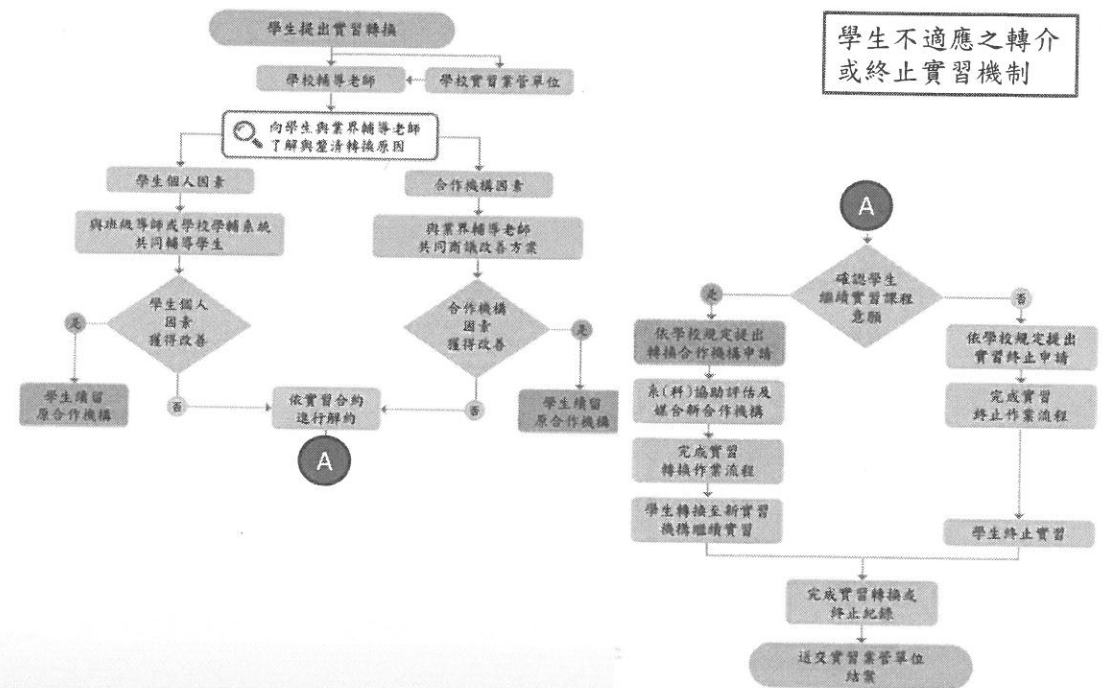 學生不適應之轉介
或終止實習機制
學生提出實習轉換
學校輔導老師
學校實習業管單位
向學生與業界輔導老師
了解與釐清轉換原因
學生個人因素
合作機構因素
與班級導師或學校學輔系統
共同輔導學生
與業界輔導老師
共同商議改善方案
學生個人
因素
獲得改善
合作機構
因素
獲得改善
是
是
學生續留
原合作機構
否
依實習合約
進行解約
否
學生續留
原合作機構
A
A
確認學生
繼續實習課程
意願
是
否
依學校規定提出
轉換合作機構申請
依學校規定提出
實習終止申請
系(科)協助評估及
媒合新合作機構
完成實習
終止作業流程
完成實習
轉換作業流程
學生轉換至新實習
機構繼續實習
學生終止實習
完成實習轉換或
終止紀錄
送交實習業管單位
結案